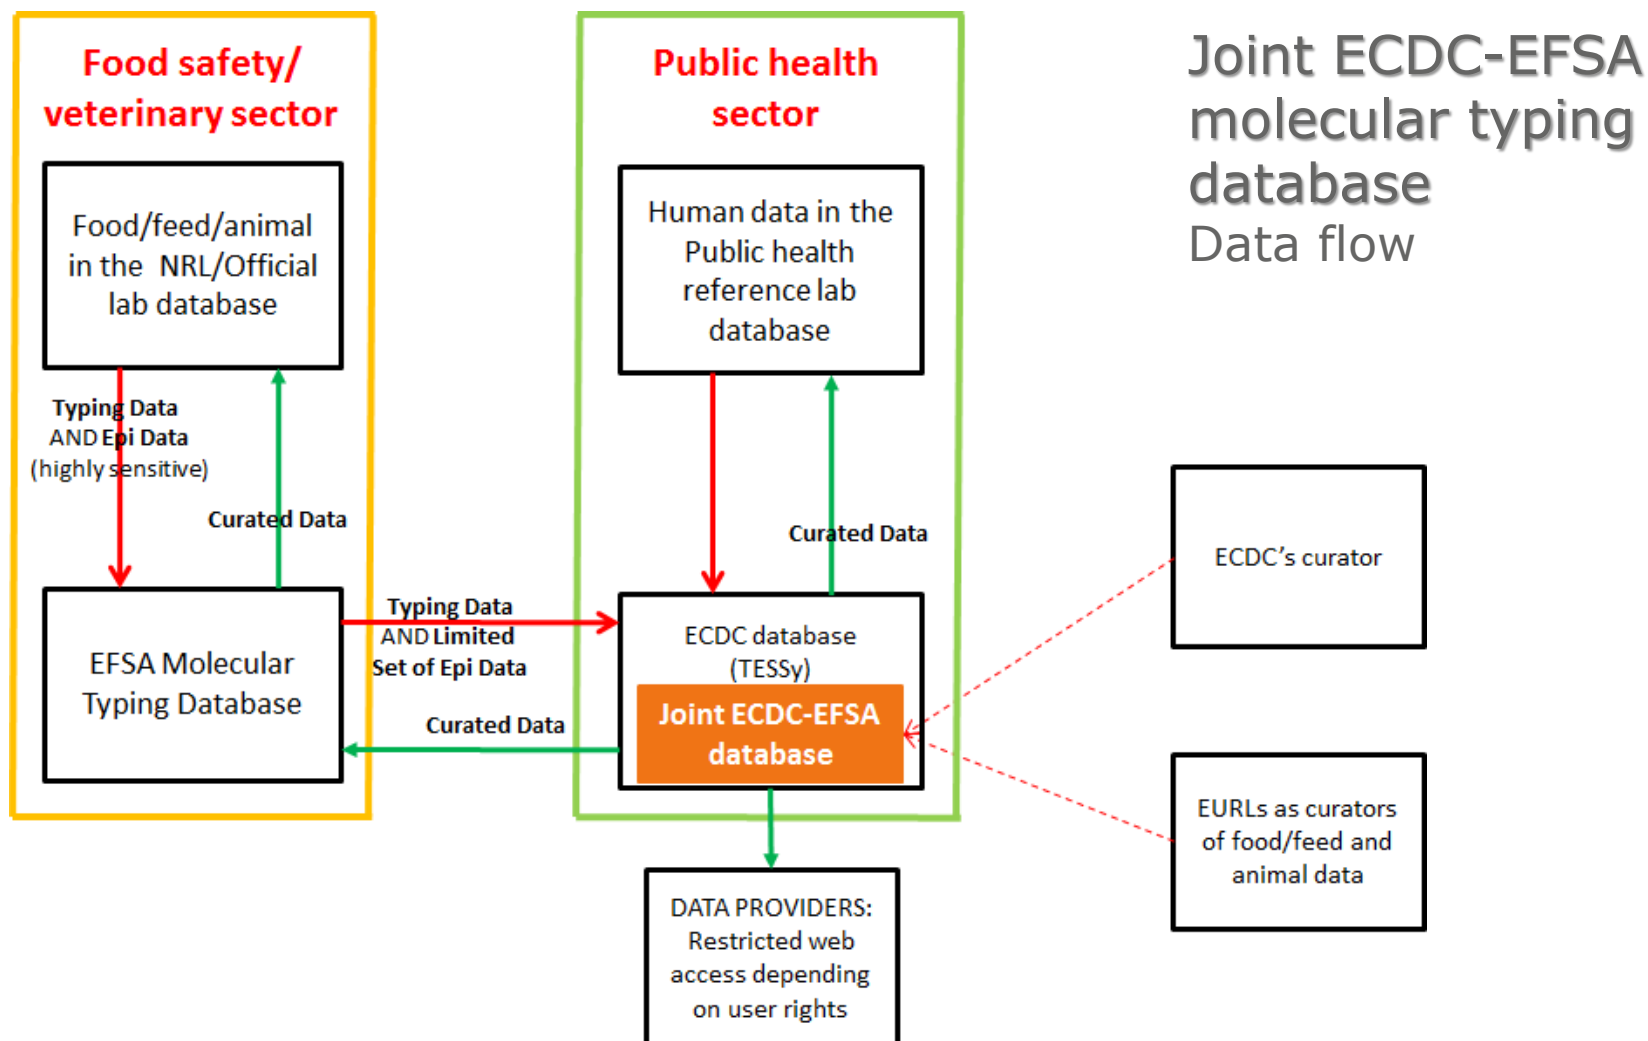 Joint ECDC-EFSA
molecular typing
database
Data flow
Food safety/
veterinary sector
Food/feed/animal
in the NRL/Official
lab database
Typing Data
AND Epi Data
(highly sensitive)
Curated Data
EFSA Molecular
Typing Database
Typing Data
AND Limited
Set of Epi Data
Curated Data
Public health
sector
Human data in the
Public health
reference lab
database
Curated Data
ECDC database
(TESSy)
Joint ECDC-EFSA
database
DATA PROVIDERS:
Restricted web
access depending
on user rights
ECDC’s curator
EURLs as curators
of food/feed and
animal data